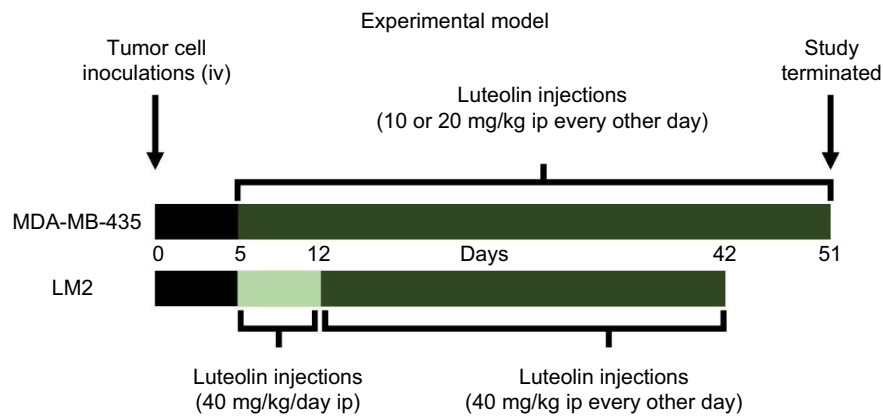 Experimental model
Tumor cell
inoculations (iv)
Study
terminated
Luteolin injections
(10 or 20 mg/kg ip every other day)
MDA-MB-435
0 5 12 Days 42 51
LM2
Luteolin injections
(40 mg/kg/day ip)
Luteolin injections
(40 mg/kg ip every other day)